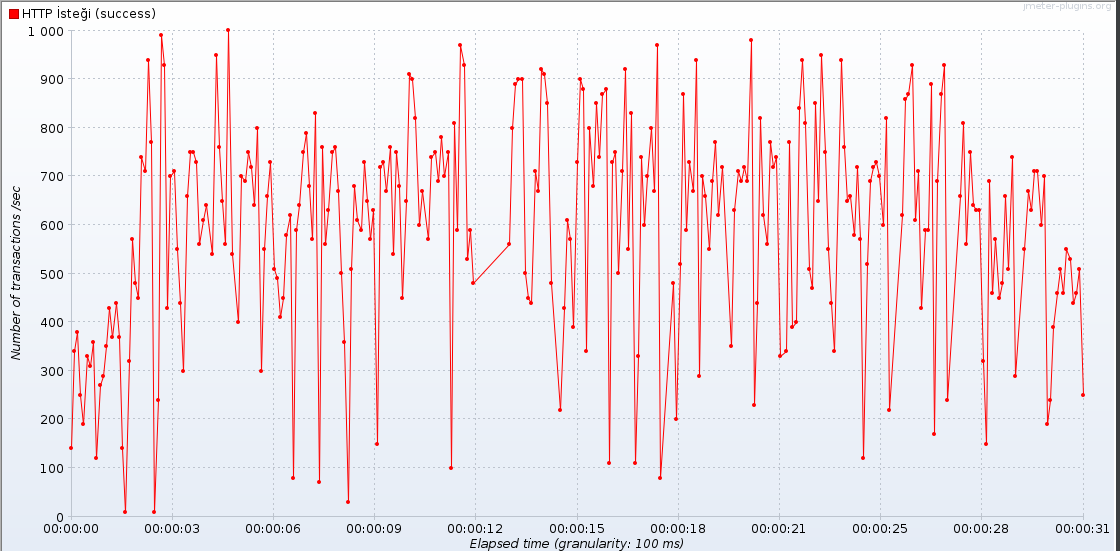 jmeter-plugins.org
HTTP İsteği (success)
1 000
900
800
700
600
500
400
300
200
100
0
Number of transactions /sec
00:00:00 00:00:03 00:00:06 00:00:09 00:00:12 00:00:15 00:00:18 00:00:21 00:00:25 00:00:28 00:00:31
Elapsed time (granularity: 100 ms)